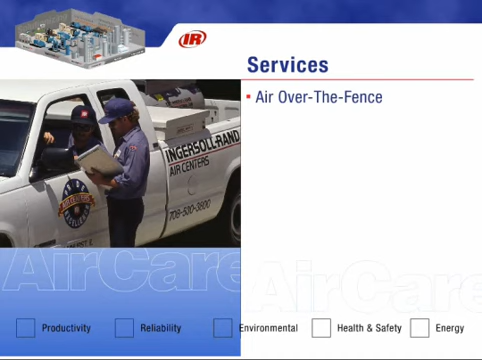 IR
Services
Air Over-The-Fence
INGERSOLL-RAND
AIR CENTERS
AirCare
AirCare
Productivity
Reliability
Environmental
Health & Safety
Energy